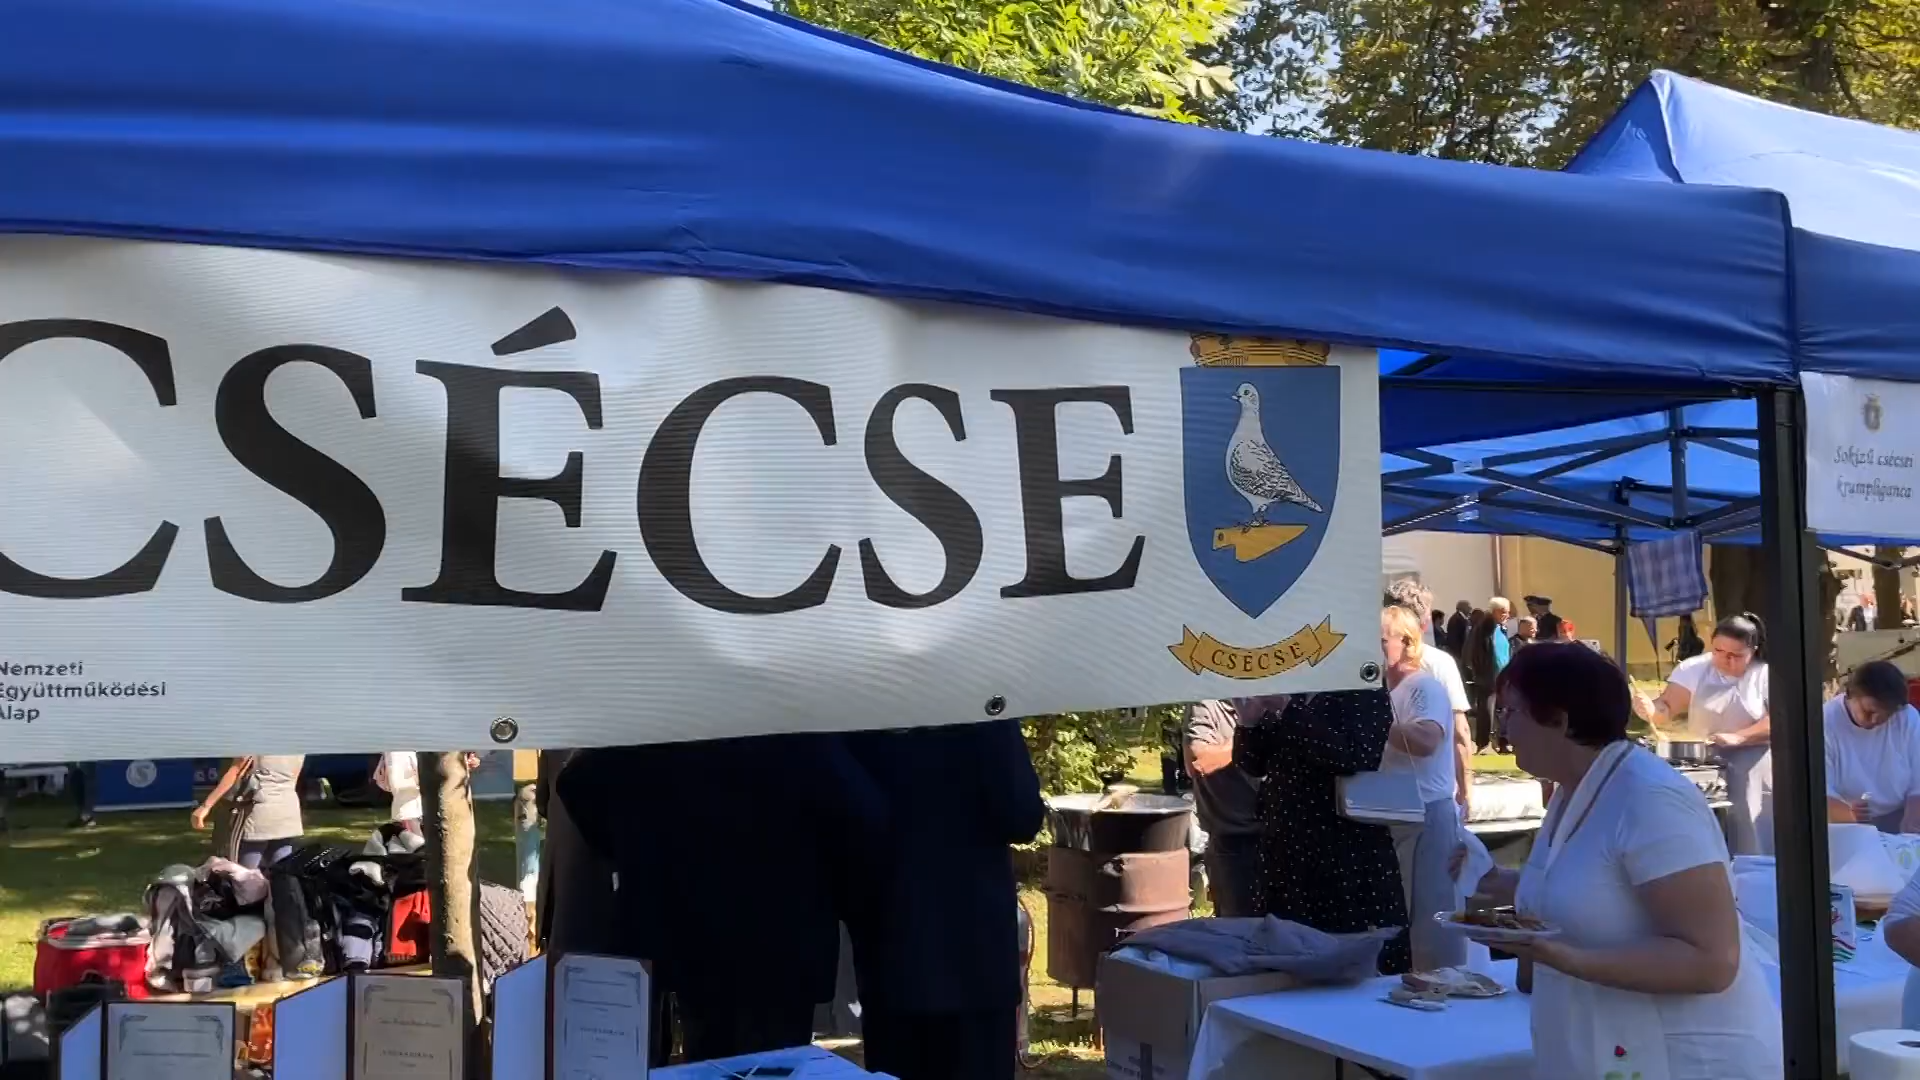 CSÉCSE
CSÉCSE
Nemzeti
Együttműködési
Alap
Sokízű csécsei
krumpliganca